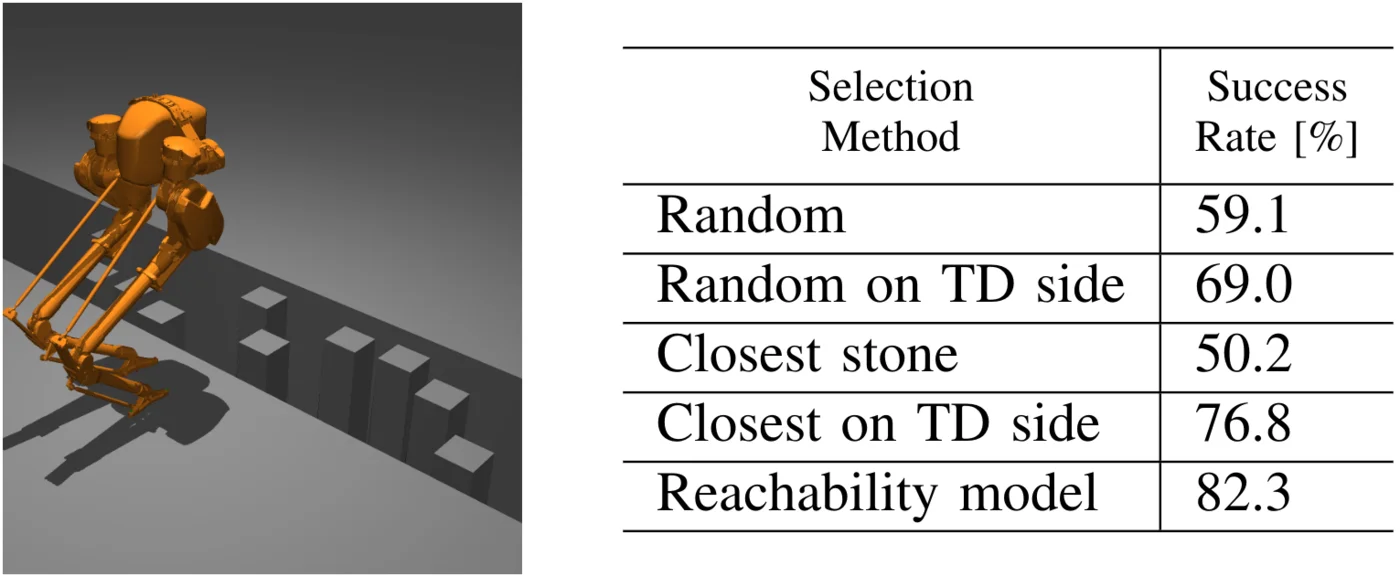 Selection Success
Method Rate [%]
Random 59.1
Random on TD side 69.0
Closest stone 50.2
Closest on TD side 76.8
Reachability model 82.3